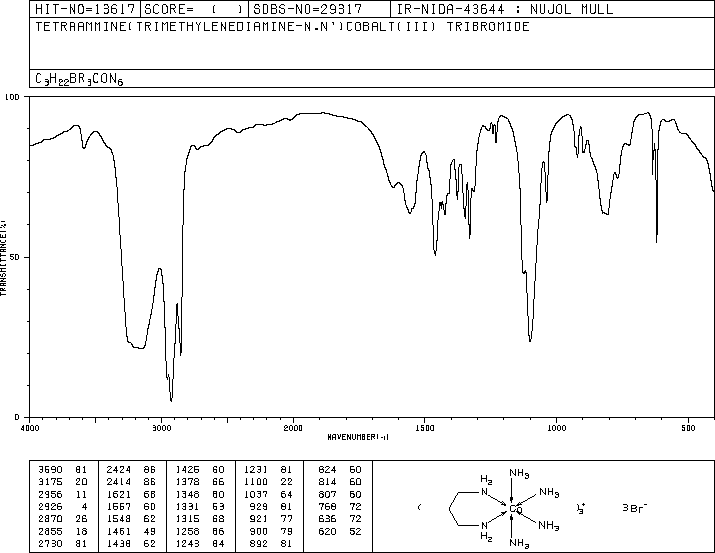 HIT-NO=13617 SCORE= ( ) SDBS-NO=29317 IR-NIDA-43644 : NUJOL MULL
TETRAAMMINE(TRIMETHYLENEDIAMINE-N.N')COBALT(III) TRIBROMIDE
C3H22BR3CON6
100
TRANSMITTANCE(%)
50
0
4000 3000 2000 1500 1000 500
WAVENUMBER(-1)
3590 81 2424 86 1426 60 1231 81 824 60
3175 20 2414 86 1378 66 1100 22 814 60
2956 11 1621 68 1348 60 1037 64 807 60
2926 4 1557 60 1331 53 929 81 768 72
2870 26 1548 62 1315 68 921 77 636 72
2855 18 1461 49 1258 86 900 79 620 52
2730 81 1438 62 1243 84 892 81
H2 NH3
N NH3
( Co )3+ 3Br-
N NH3
H2 NH3